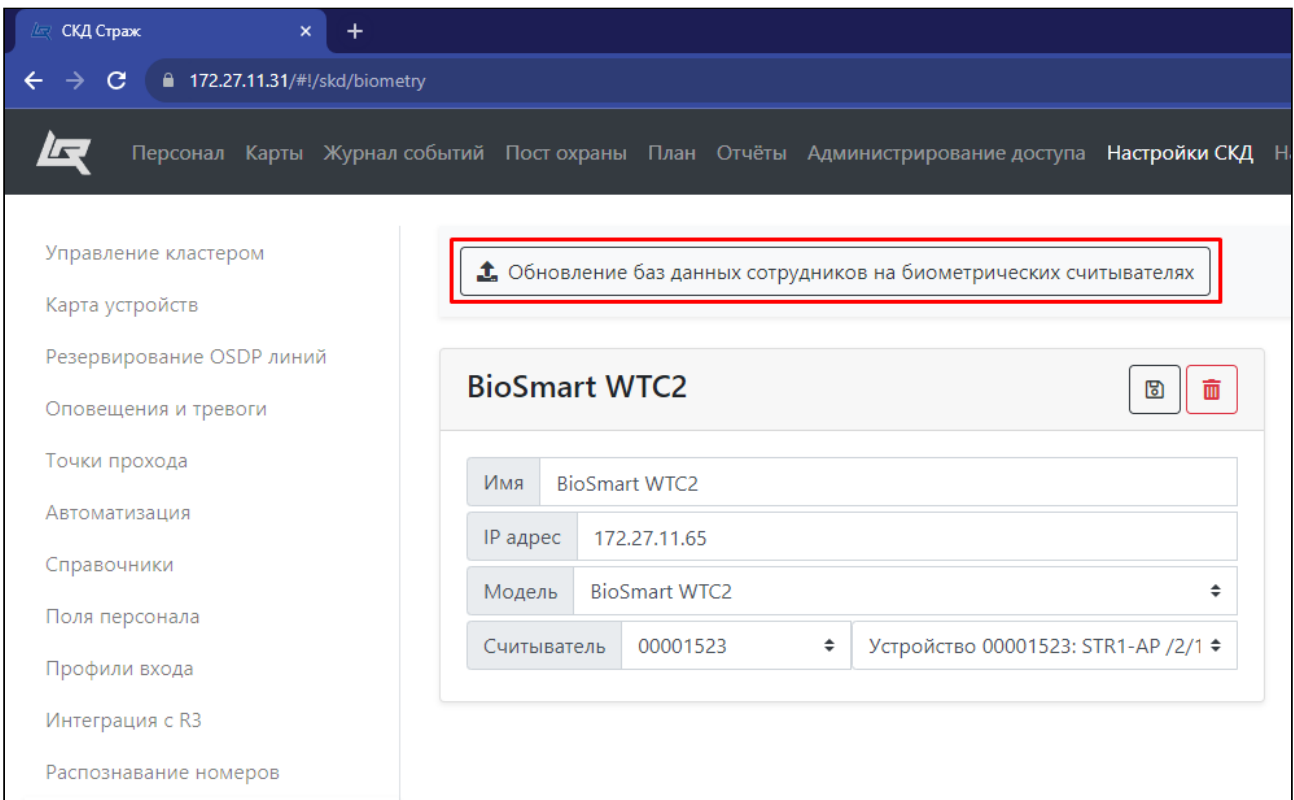 СКД Страж
172.27.11.31/#!/skd/biometry
Персонал Карты Журнал событий Пост охраны План Отчёты Администрирование доступа Настройки СКД
Управление кластером
Карта устройств
Резервирование OSDP линий
Оповещения и тревоги
Точки прохода
Автоматизация
Справочники
Поля персонала
Профили входа
Интеграция с R3
Распознавание номеров
Обновление баз данных сотрудников на биометрических считывателях
BioSmart WTC2
Имя BioSmart WTC2
IP адрес 172.27.11.65
Модель BioSmart WTC2
Считыватель 00001523 Устройство 00001523: STR1-AP /2/1